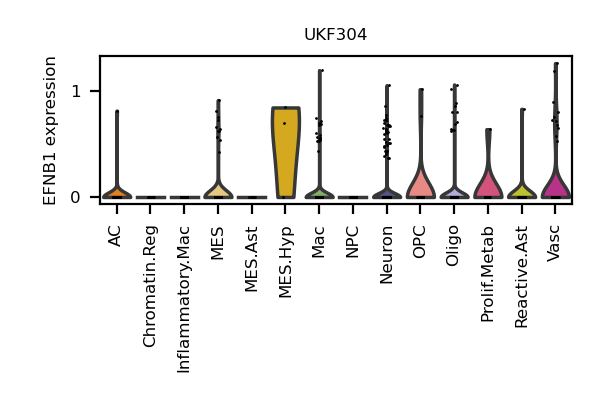 UKF304
EFNB1 expression
1
0
AC
Chromatin.Reg
Inflammatory.Mac
MES
MES.Ast
MES.Hyp
Mac
NPC
Neuron
OPC
Oligo
Prolif.Metab
Reactive.Ast
Vasc